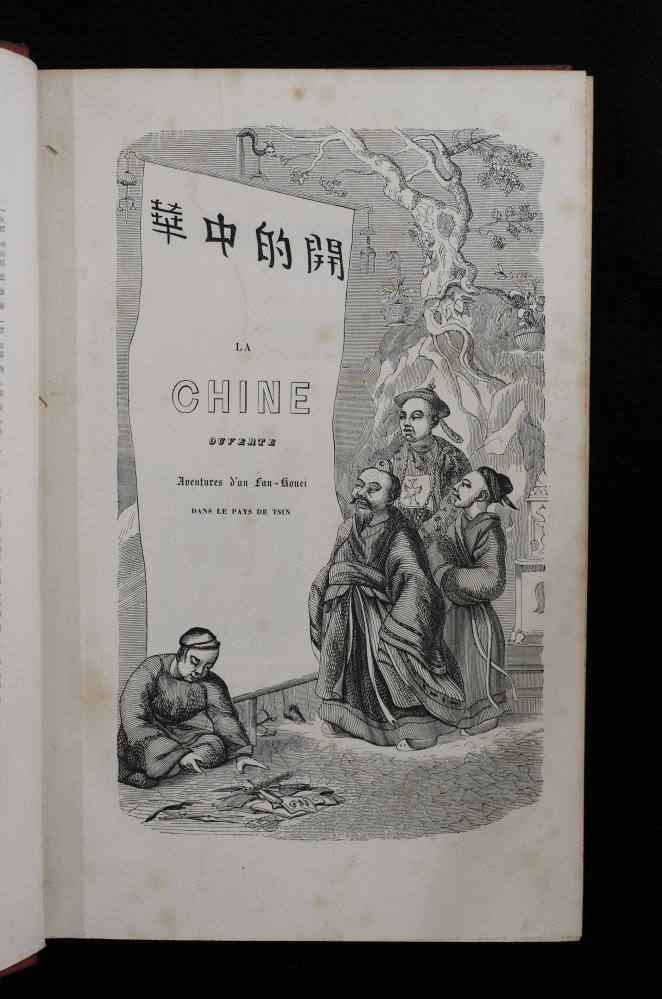 開的中華
LA
CHINE
OUVERTE
Aventures d'un Fan-Kouei
DANS LE PAYS DE TSIN